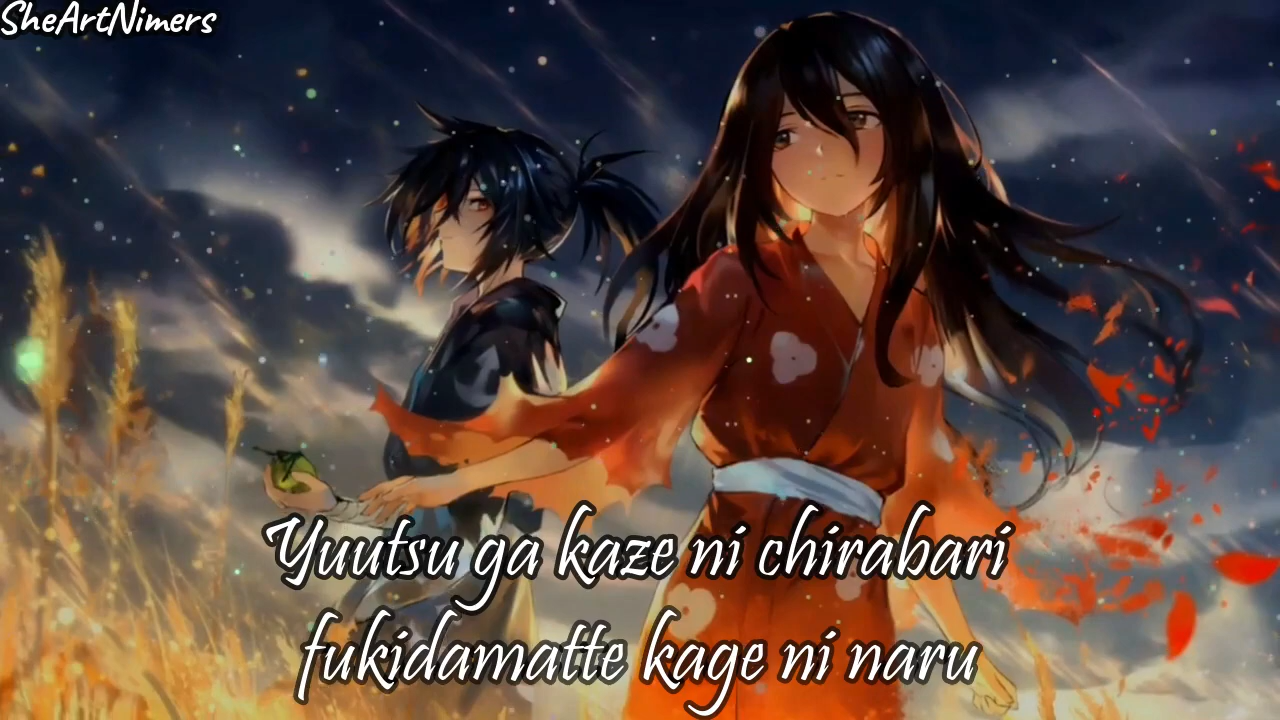 SheArtNimers
Yuutsu ga kaze ni chirabari
fukidamatte kage ni naru